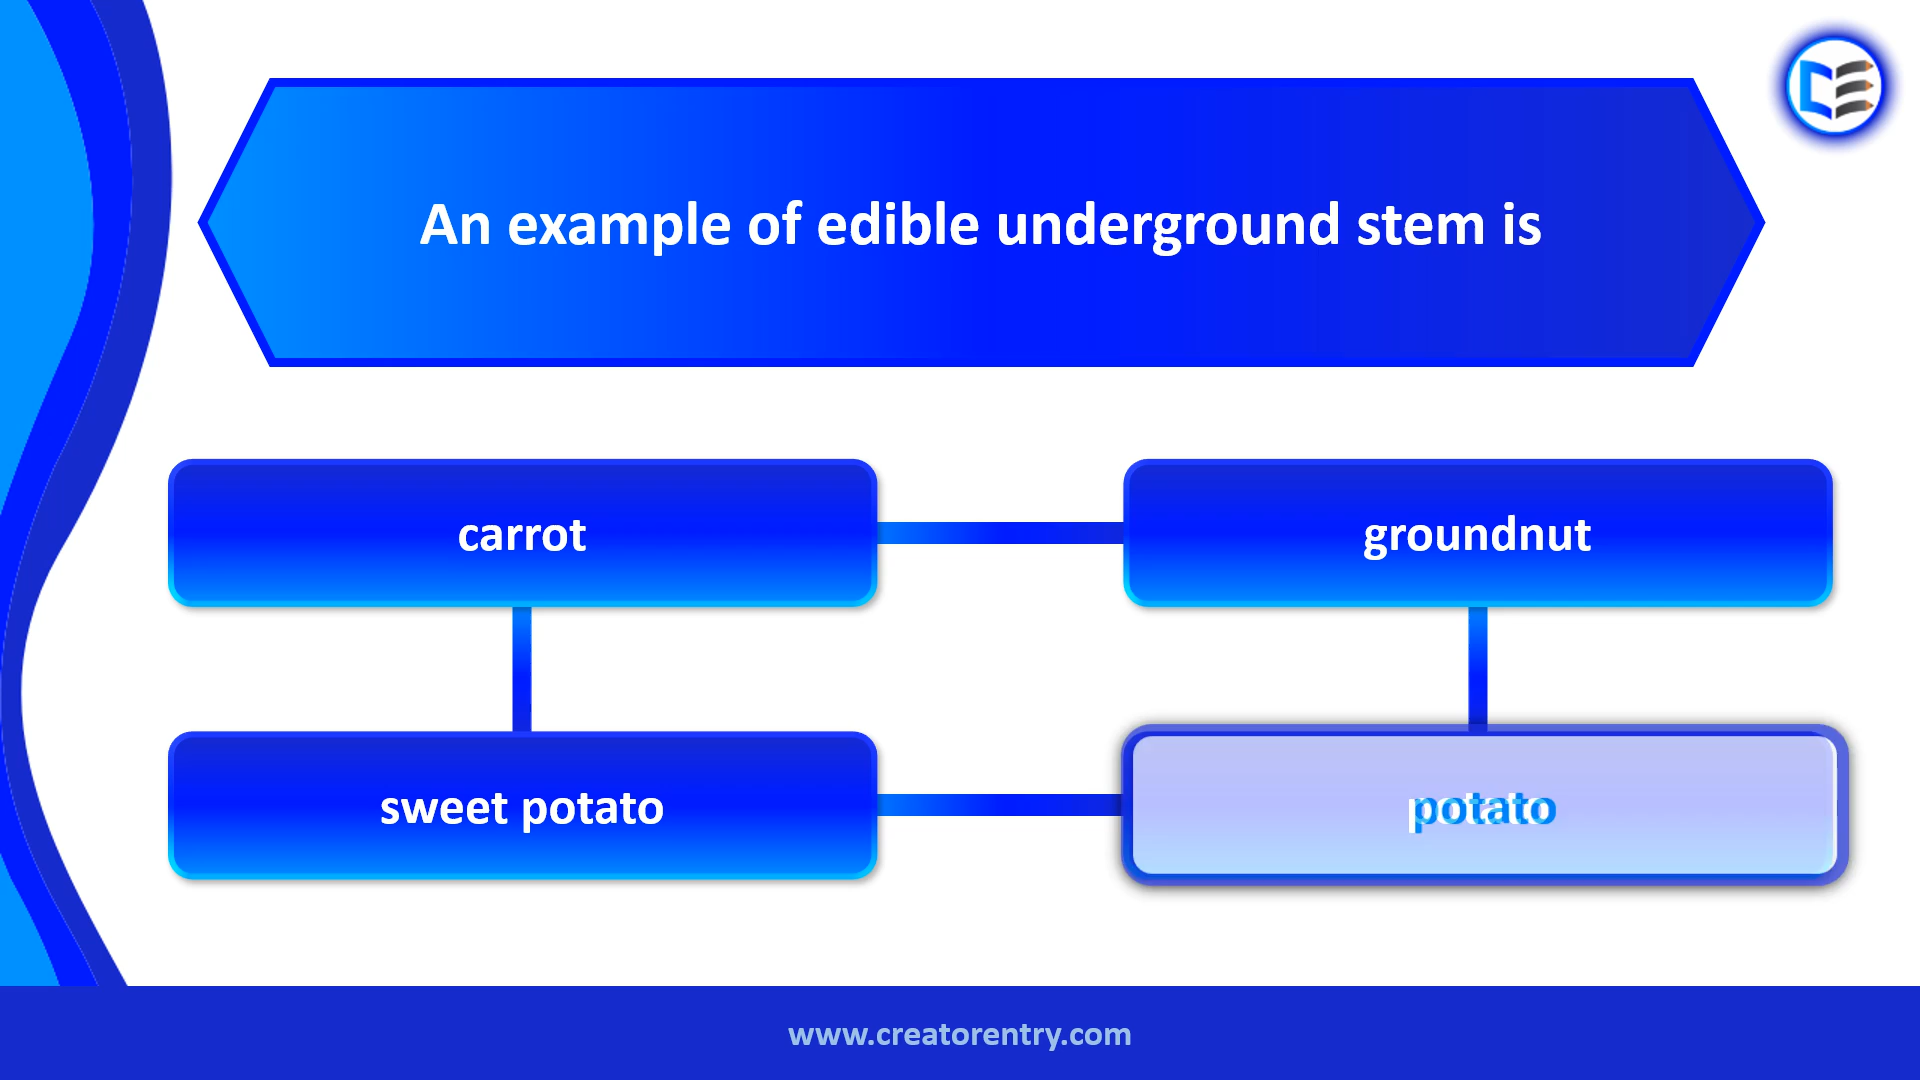 An example of edible underground stem is
carrot
groundnut
sweet potato
potato
www.creatorentry.com